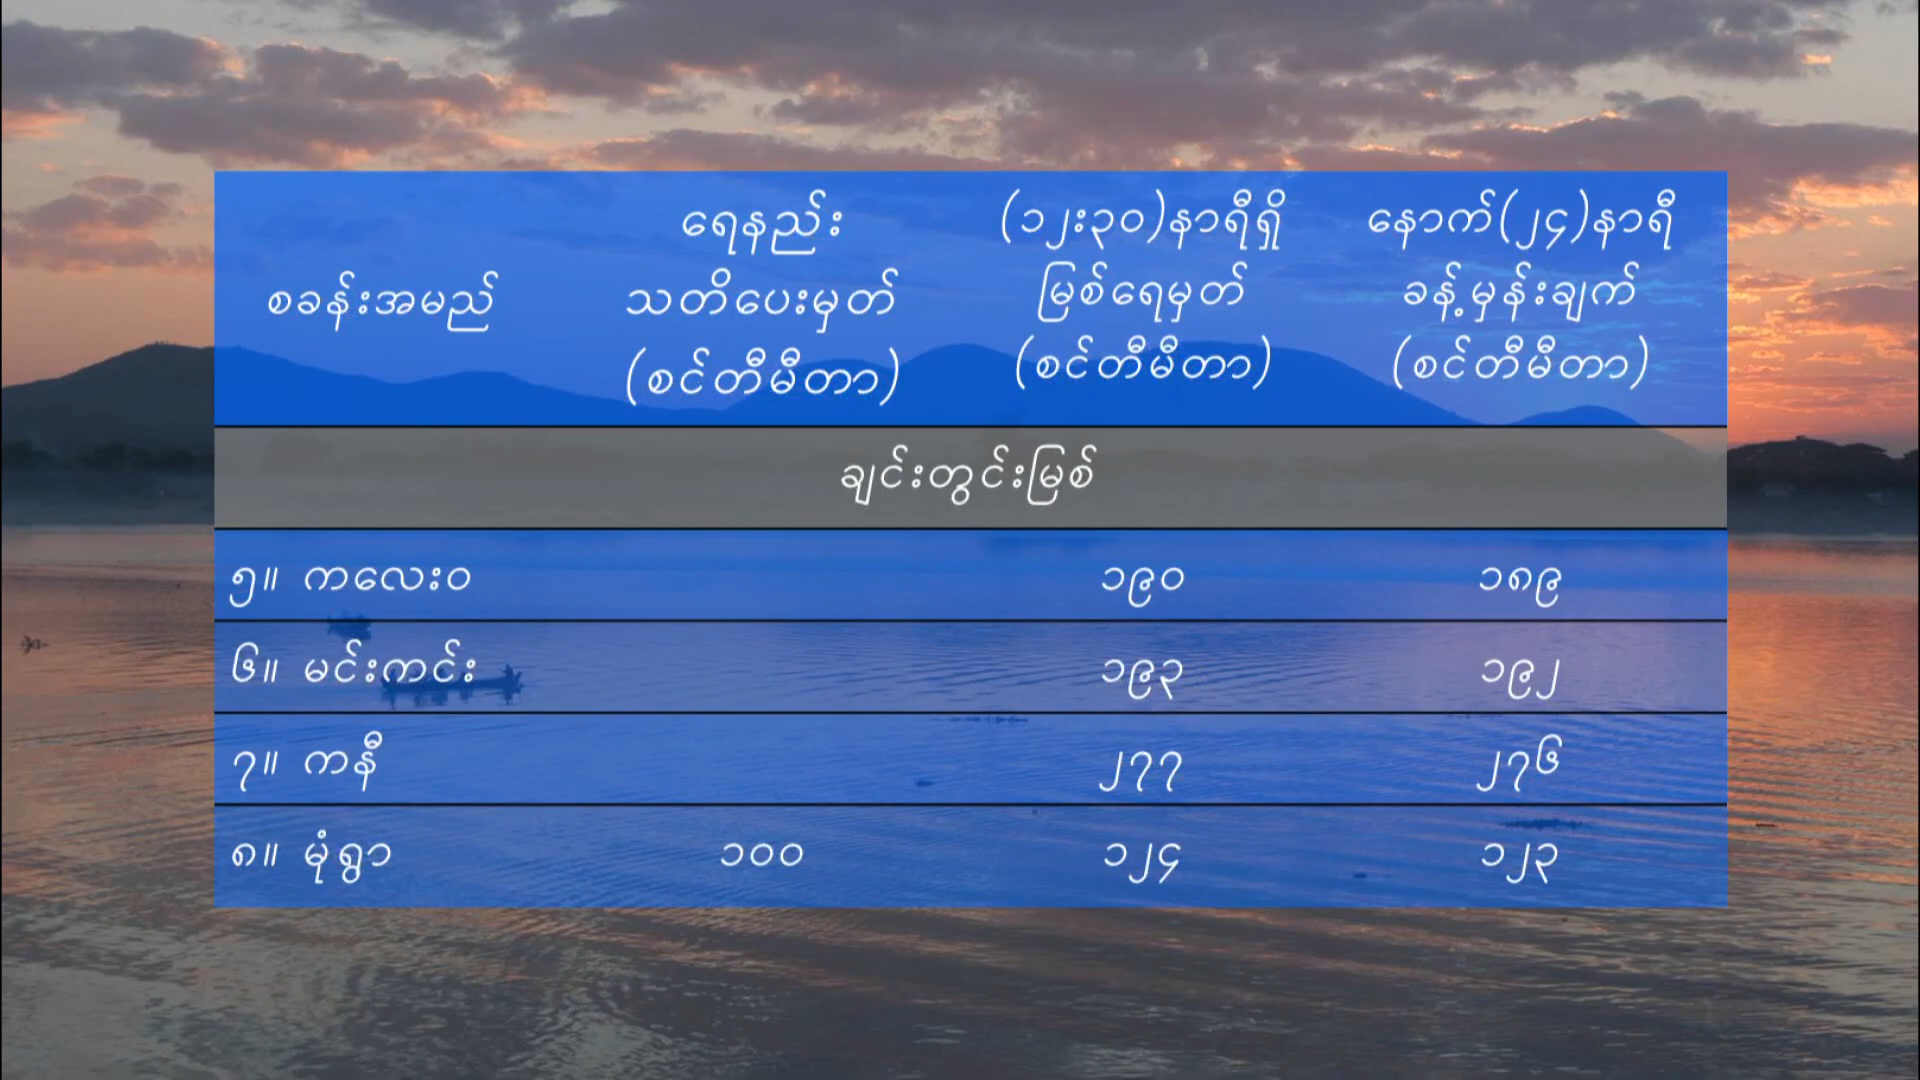 စခန်းအမည်
ရေနည်း
သတိပေးမှတ်
(စင်တီမီတာ)
(၁၂း၃၀)နာရီရှိ
မြစ်ရေမှတ်
(စင်တီမီတာ)
နောက်(၂၄)နာရီ
ခန့်မှန်းချက်
(စင်တီမီတာ)
ချင်းတွင်းမြစ်
၅။ ကလေးဝ ၁၉၀ ၁၈၉
၆။ မင်းကင်း ၁၉၃ ၁၉၂
၇။ ကနီ ၂၇၇ ၂၇၆
၈။ မုံရွာ ၁၀၀ ၁၂၄ ၁၂၃